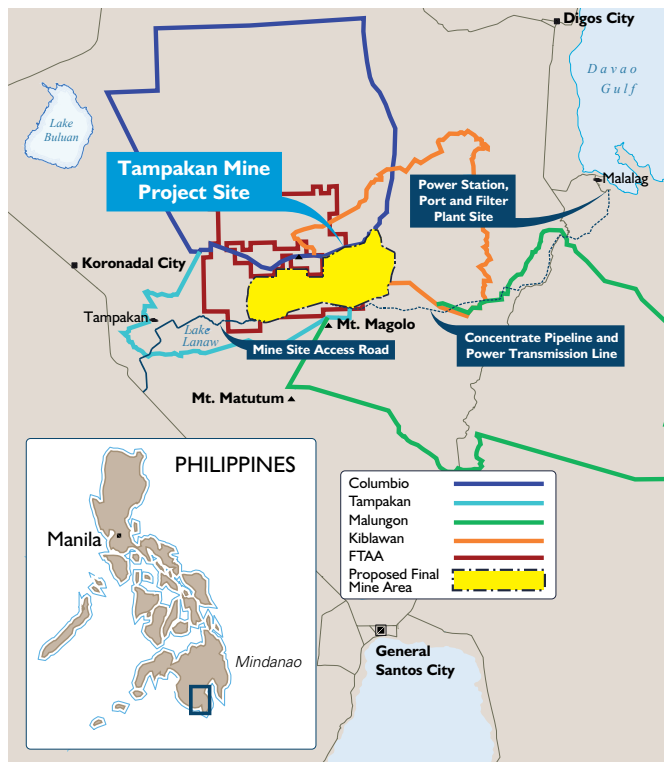 Digos City
Davao
Gulf
Lake
Buluan
Tampakan Mine
Project Site
Power Station,
Port and Filter
Plant Site
Malalag
Koronadal City
Tampakan
Lake
Lanaw
Mt. Magolo
Mine Site Access Road
Concentrate Pipeline and
Power Transmission Line
Mt. Matutum
PHILIPPINES
Manila
Mindanao
Columbio
Tampakan
Malungon
Kiblawan
FTAA
Proposed Final
Mine Area
General
Santos City